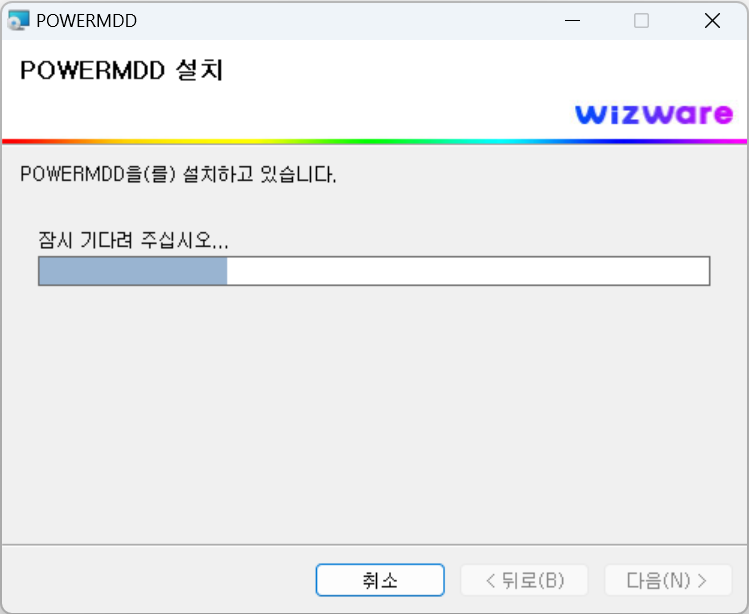 POWERMDD
POWERMDD 설치
wizware
POWERMDD을(를) 설치하고 있습니다.
잠시 기다려 주십시오...
취소
< 뒤로(B)
다음(N) >